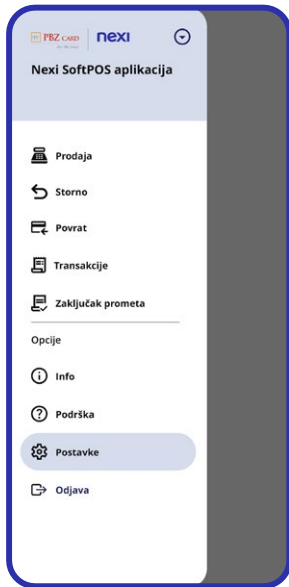 PBZ CARD nexi
Nexi SoftPOS aplikacija
Prodaja
Storno
Povrat
Transakcije
Zaključak prometa
Opcije
Info
Podrška
Postavke
Odjava